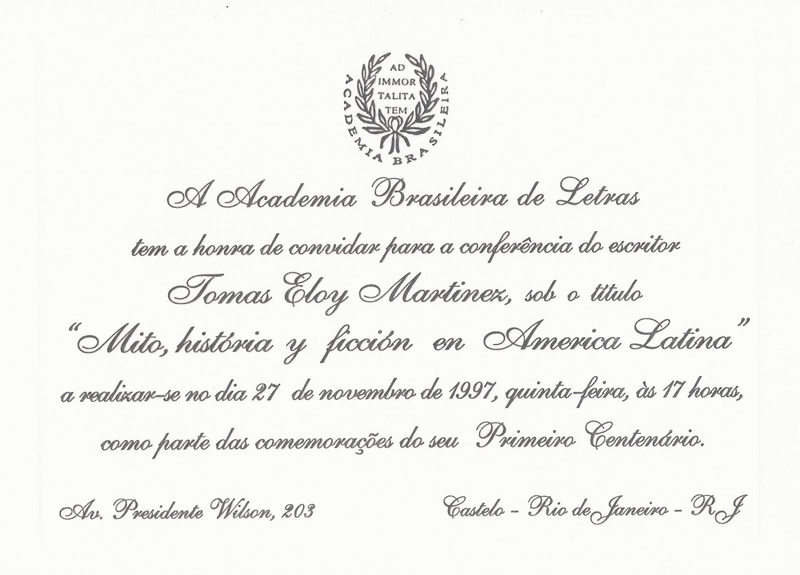 AD
IMMOR
TALITA
TEM
ACADEMIA BRASILEIRA
A Academia Brasileira de Letras
tem a honra de convidar para a conferência do escritor
Tomas Eloy Martinez, sob o título
“Mito, história y ficción en America Latina”
a realizar-se no dia 27 de novembro de 1997, quinta-feira, às 17 horas,
como parte das comemorações do seu Primeiro Centenário.
Av. Presidente Wilson, 203
Castelo - Rio de Janeiro - RJ